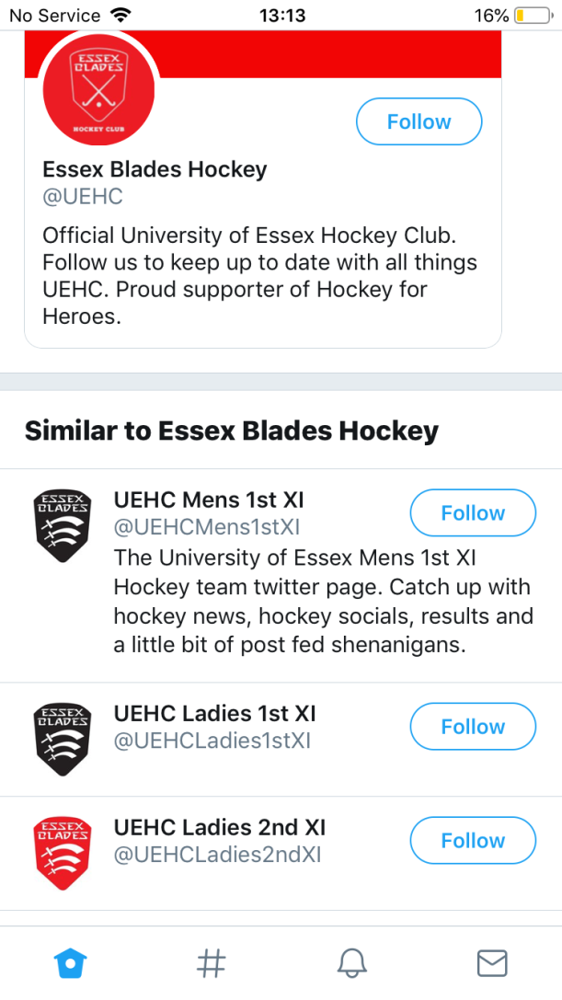 No Service 13:13 16%
ESSEX
BLADES
HOCKEY CLUB
Follow
Essex Blades Hockey
@UEHC
Official University of Essex Hockey Club.
Follow us to keep up to date with all things
UEHC. Proud supporter of Hockey for
Heroes.
Similar to Essex Blades Hockey
ESSEX
BLADES
UEHC Mens 1st XI
@UEHCMens1stXI
Follow
The University of Essex Mens 1st XI
Hockey team twitter page. Catch up with
hockey news, hockey socials, results and
a little bit of post fed shenanigans.
ESSEX
BLADES
UEHC Ladies 1st XI
@UEHCLadies1stXI
Follow
ESSEX
BLADES
UEHC Ladies 2nd XI
@UEHCLadies2ndXI
Follow